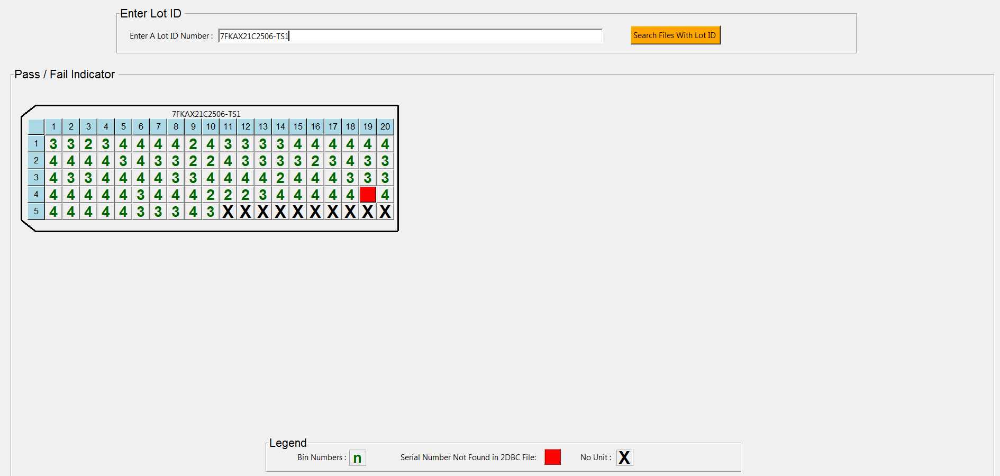 Enter Lot ID
Enter A Lot ID Number : 7FKAX21C2506-TS1 Search Files With Lot ID
Pass / Fail Indicator
7FKAX21C2506-TS1
1 2 3 4 5 6 7 8 9 10 11 12 13 14 15 16 17 18 19 20
1 3 3 2 3 4 4 4 4 2 4 3 3 3 3 4 4 4 4 4 4
2 4 4 4 4 3 4 3 3 2 2 4 3 3 3 3 2 3 4 3 3
3 4 3 3 4 4 4 4 3 3 4 4 4 4 2 4 4 4 3 3 3
4 4 4 4 4 4 3 4 4 4 2 2 2 3 4 4 4 4 4 4
5 4 4 4 4 4 3 3 3 4 3 X X X X X X X X X X
Legend
Bin Numbers : n Serial Number Not Found in 2DBC File: No Unit : X